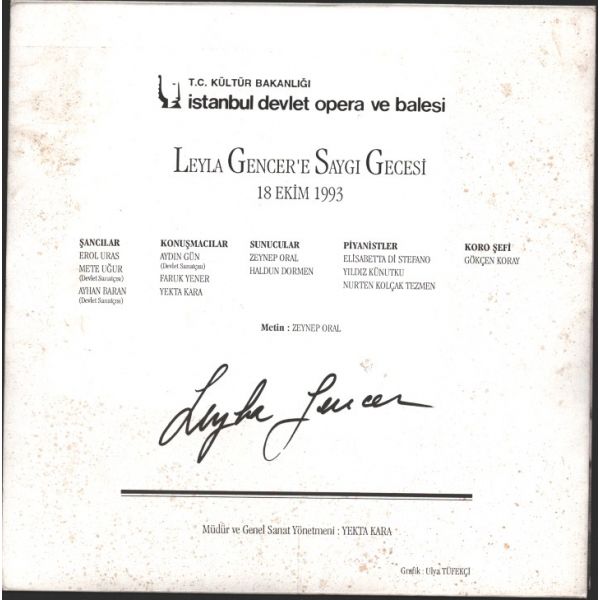 T.C. KÜLTÜR BAKANLIĞI
istanbul devlet opera ve balesi
LEYLA GENCER'E SAYGI GECESİ
18 EKİM 1993
ŞANCILAR
EROL URAS
METE UĞUR
(Devlet Sanatçısı)
AYHAN BARAN
(Devlet Sanatçısı)
KONUŞMACILAR
AYDIN GÜN
(Devlet Sanatçısı)
FARUK YENER
YEKTA KARA
SUNUCULAR
ZEYNEP ORAL
HALDUN DORMEN
PİYANİSTLER
ELİSABETTA Dİ STEFANO
YILDIZ KÜNUTKU
NURTEN KOLÇAK TEZMEN
KORO ŞEFİ
GÖKÇEN KORAY
Metin : ZEYNEP ORAL
Leyla Gencer
Müdür ve Genel Sanat Yönetmeni : YEKTA KARA
Grafik : Ulya TÜFEKÇİ